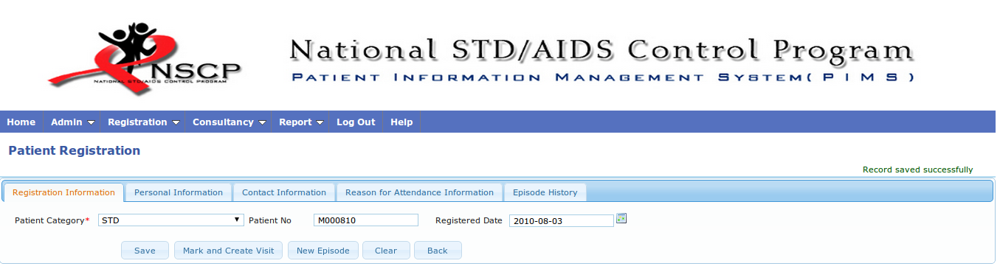 NSCP
NATIONAL STD/AIDS CONTROL PROGRAM
National STD/AIDS Control Program
PATIENT INFORMATION MANAGEMENT SYSTEM( P I M S )
Home Admin Registration Consultancy Report Log Out Help
Patient Registration
Record saved successfully
Registration Information Personal Information Contact Information Reason for Attendance Information Episode History
Patient Category* STD Patient No M000810 Registered Date 2010-08-03
Save Mark and Create Visit New Episode Clear Back